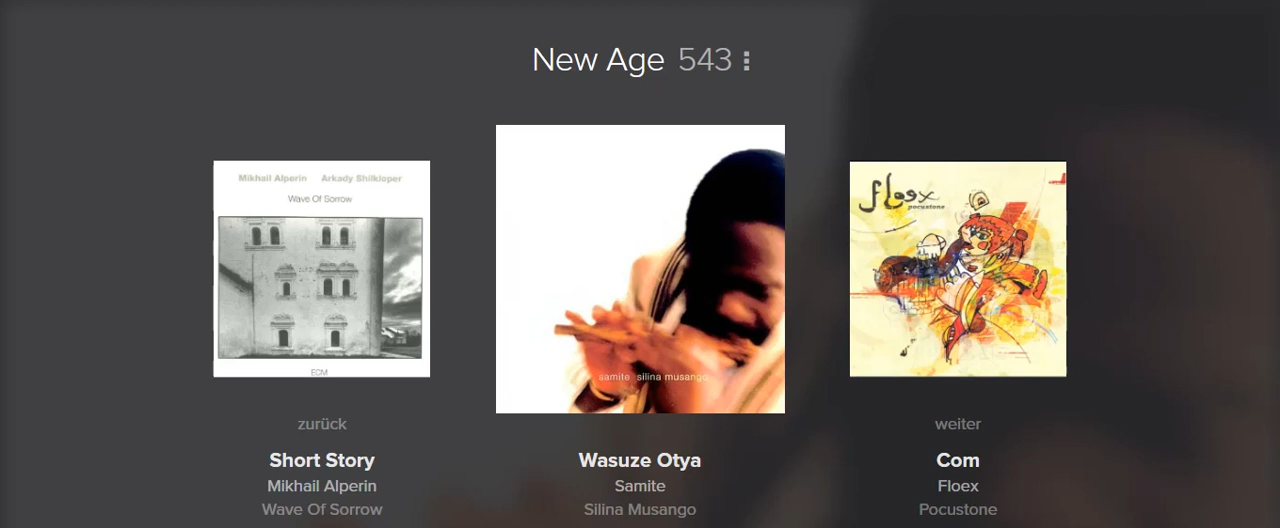 New Age 543
Mikhail Alperin Arkady Shilkloper
Wave Of Sorrow
ECM
samite silina musango
floex
pocustone
zurück
weiter
Short Story
Wasuze Otya
Com
Mikhail Alperin
Samite
Floex
Wave Of Sorrow
Silina Musango
Pocustone